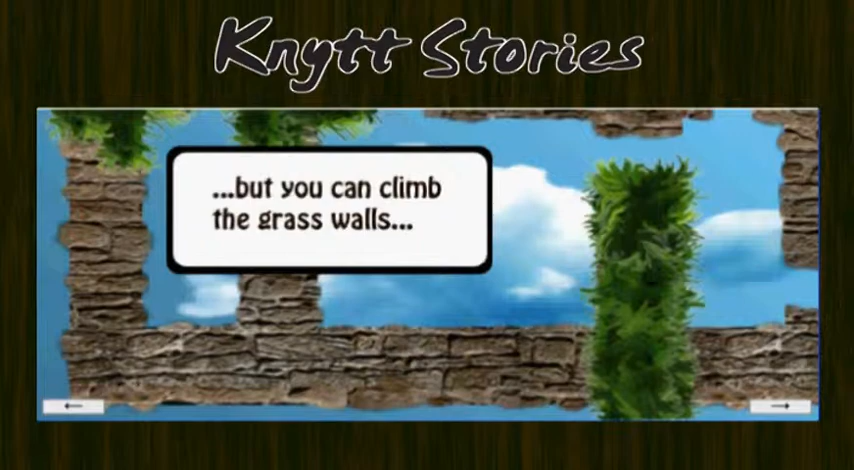 Knytt Stories
...but you can climb
the grass walls...
← →